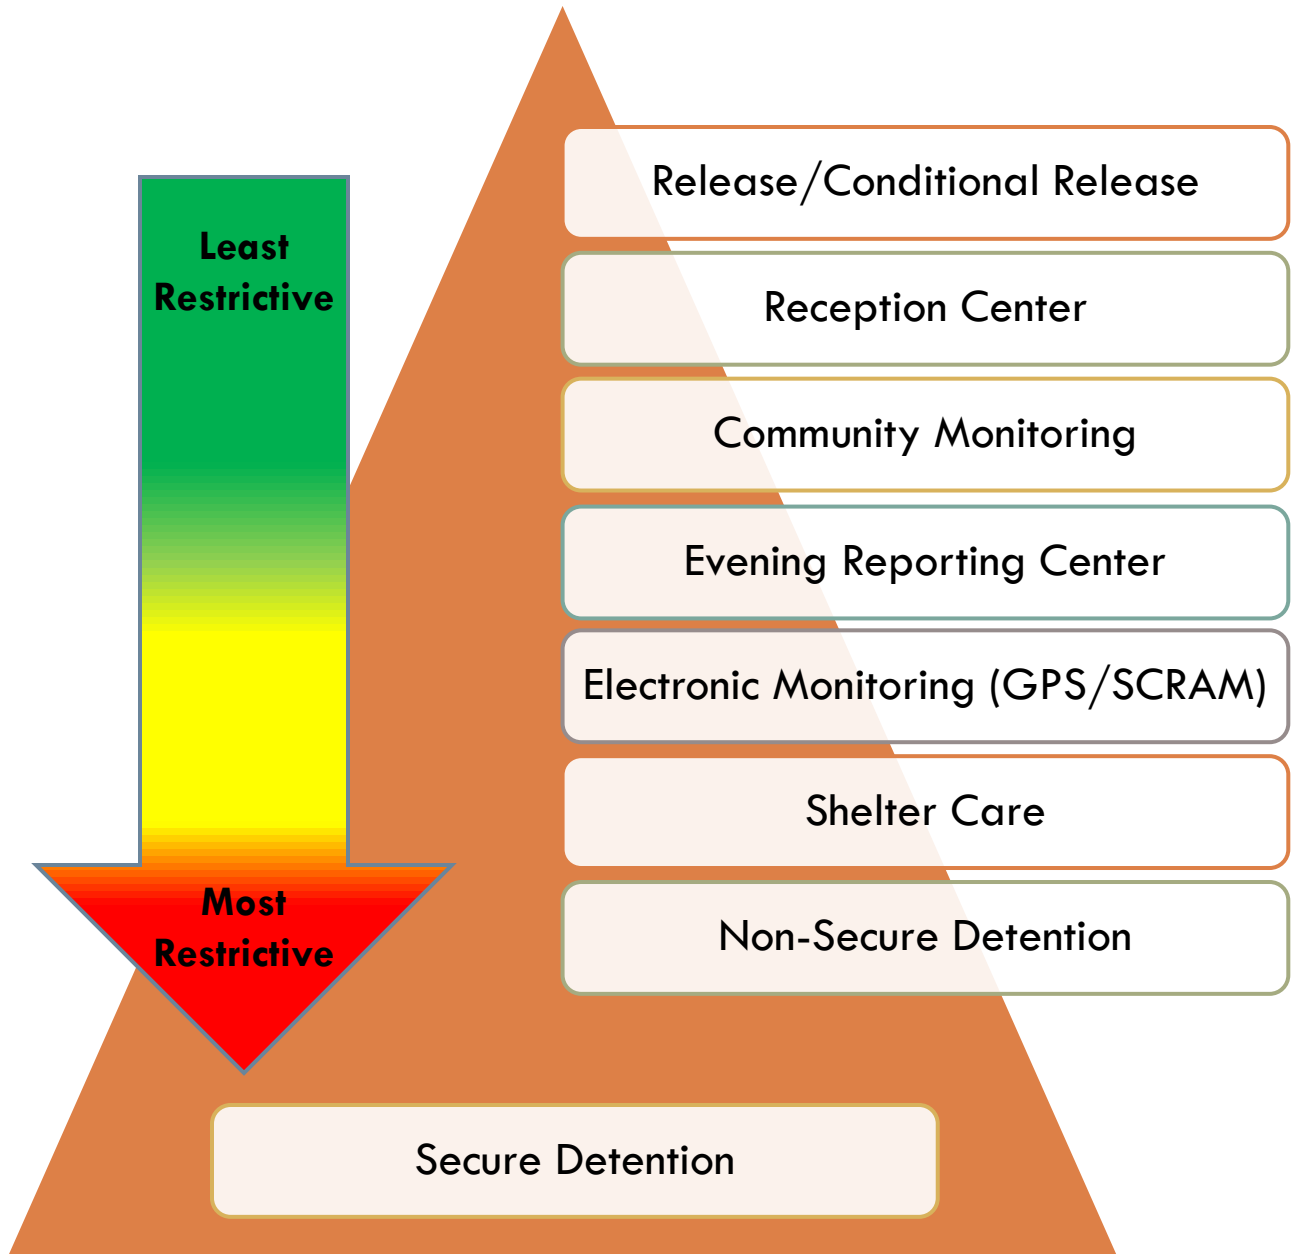 Least
Restrictive
Release/Conditional Release
Reception Center
Community Monitoring
Evening Reporting Center
Electronic Monitoring (GPS/SCRAM)
Shelter Care
Most
Restrictive
Non-Secure Detention
Secure Detention